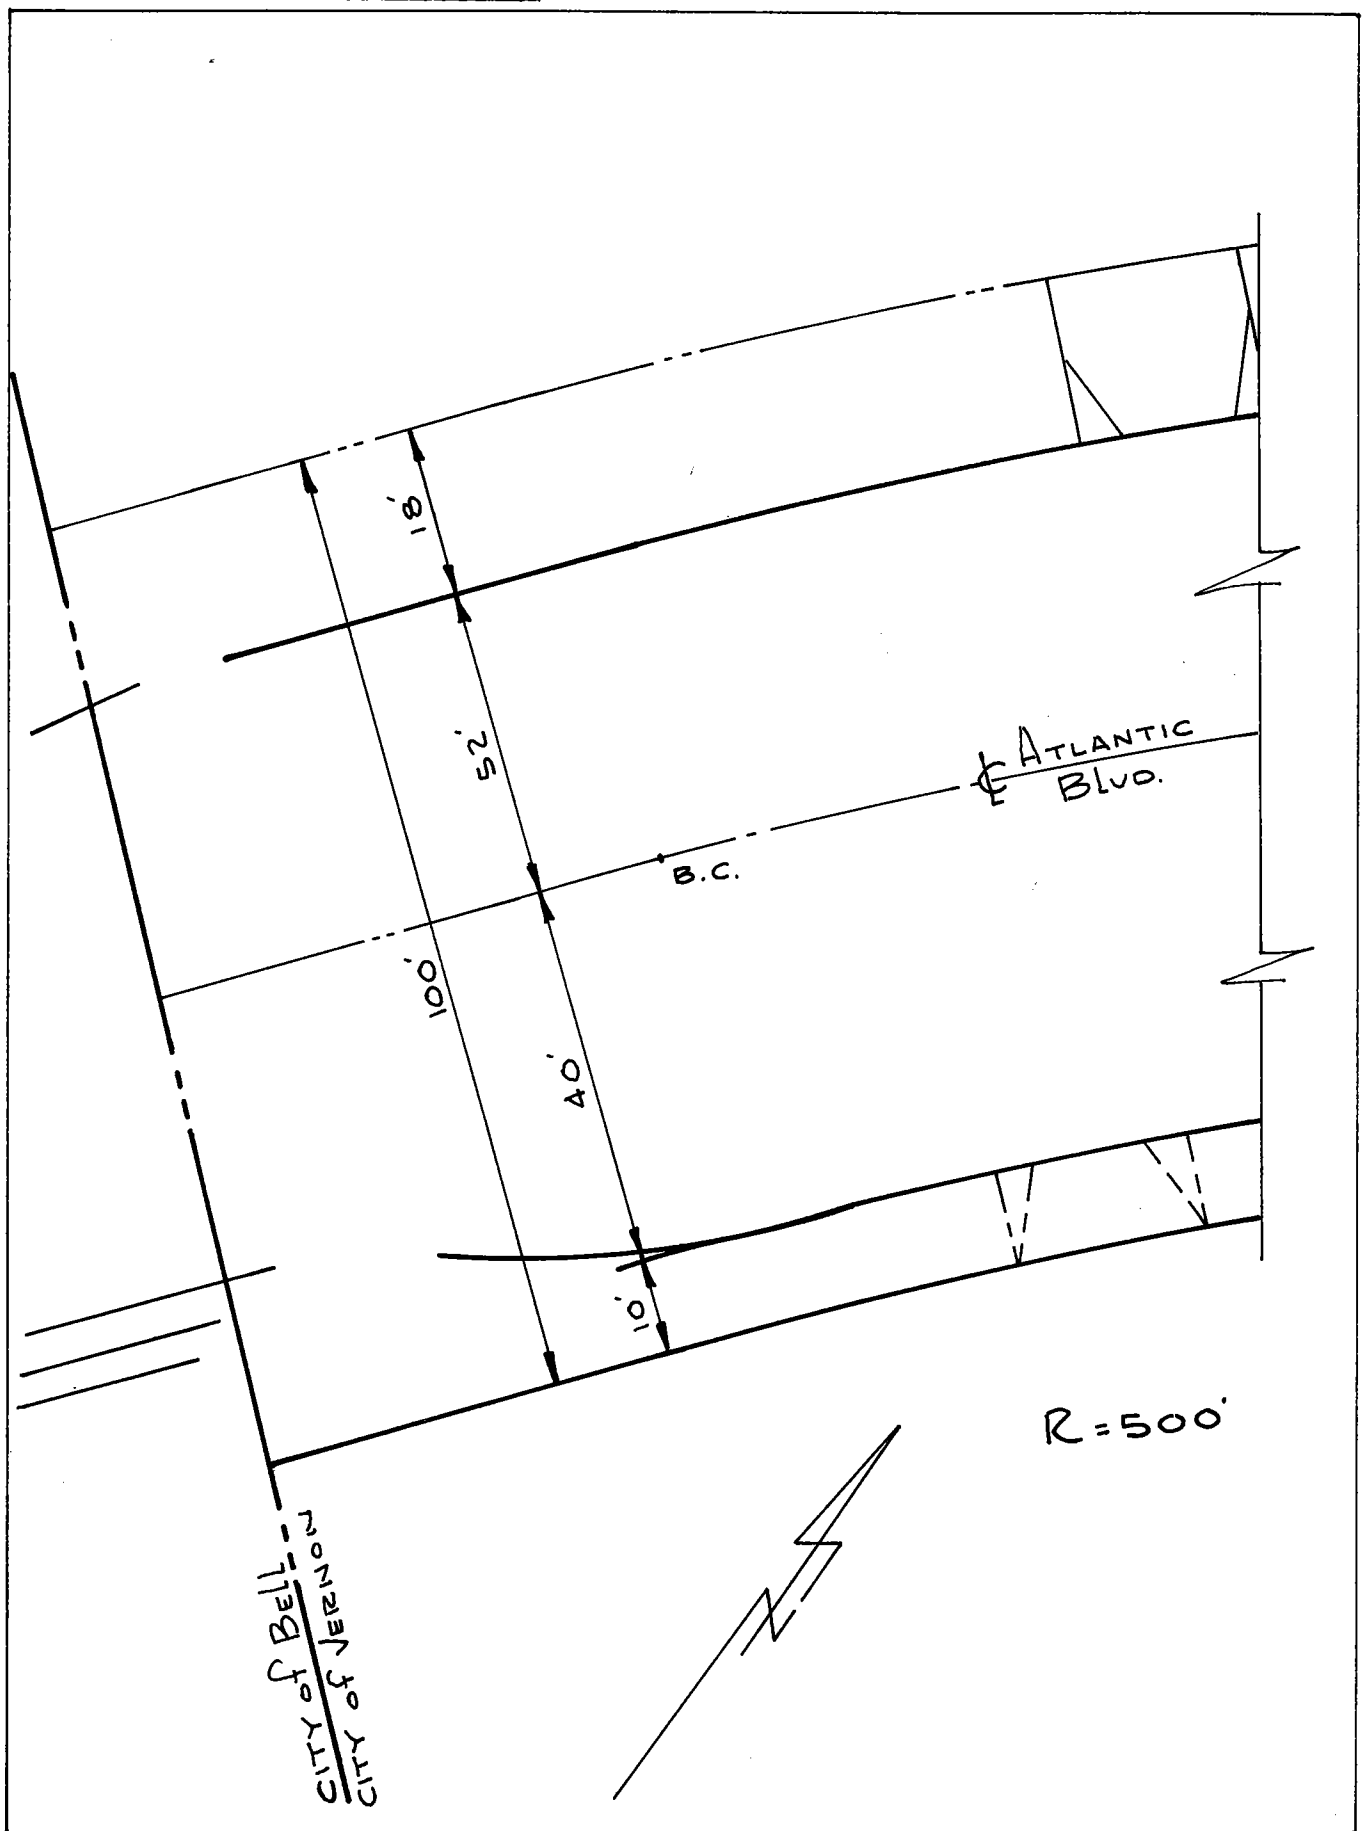 18'
52'
℄ ATLANTIC
BLVD.
B.C.
100'
40'
10'
R=500'
CITY of BELL
CITY of VERNON